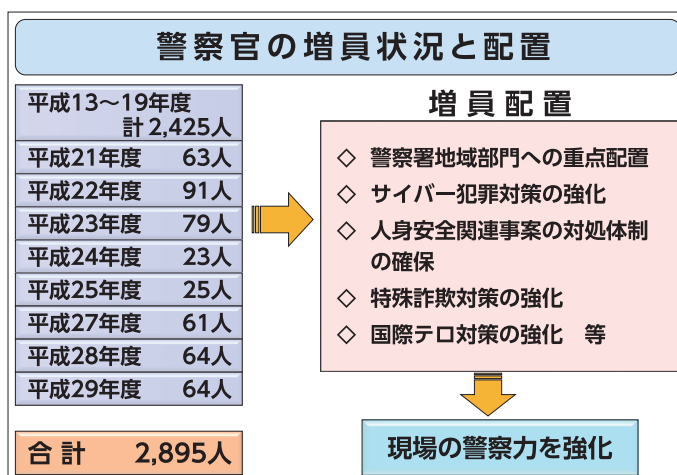 警察官の増員状況と配置
平成13〜19年度
計2,425人
平成21年度 63人
平成22年度 91人
平成23年度 79人
平成24年度 23人
平成25年度 25人
平成27年度 61人
平成28年度 64人
平成29年度 64人
合計 2,895人
増員配置
◇ 警察署地域部門への重点配置
◇ サイバー犯罪対策の強化
◇ 人身安全関連事案の対処体制
の確保
◇ 特殊詐欺対策の強化
◇ 国際テロ対策の強化 等
現場の警察力を強化